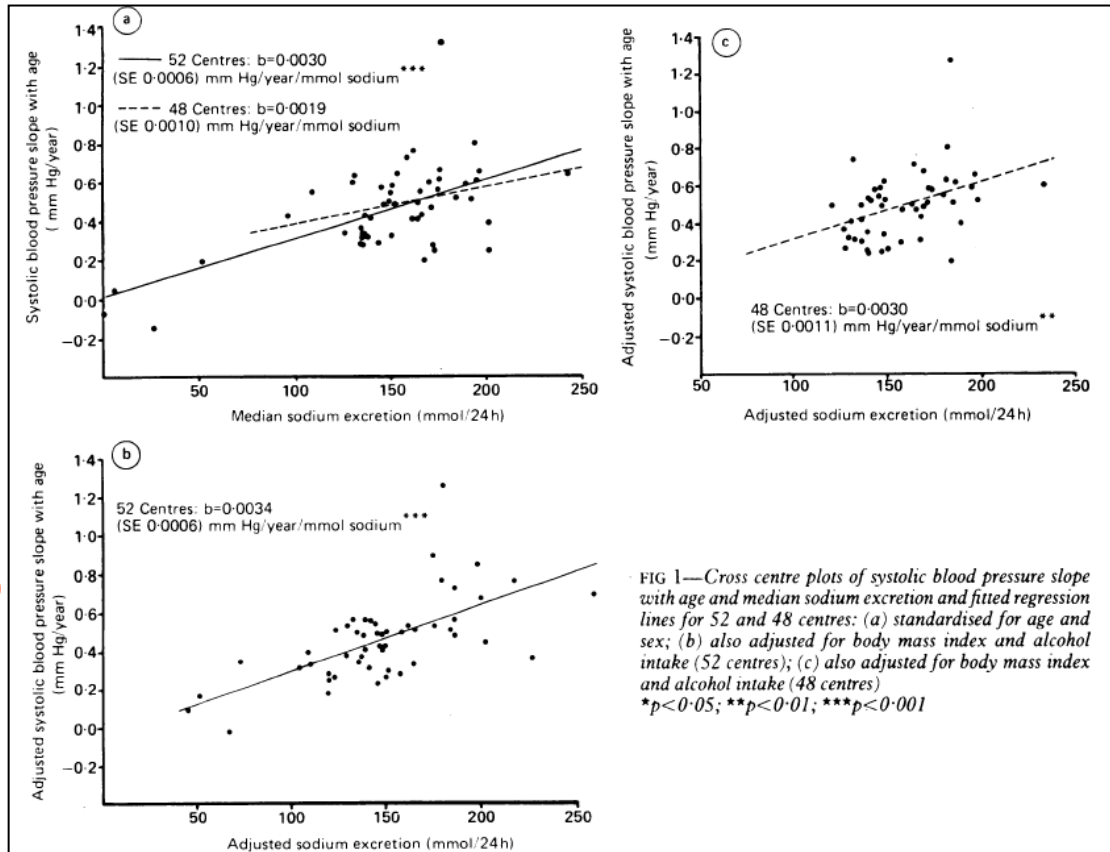 a
1·4
1·2
1·0
0·8
0·6
0·4
0·2
0·0
−0·2
Systolic blood pressure slope with age
( mm Hg/year)
52 Centres: b=0·0030
(SE 0·0006) mm Hg/year/mmol sodium ***
48 Centres: b=0·0019
(SE 0·0010) mm Hg/year/mmol sodium
50 100 150 200 250
Median sodium excretion (mmol/24h)
c
1·4
1·2
1·0
0·8
0·6
0·4
0·2
0·0
−0·2
Adjusted systolic blood pressure slope with age
(mm Hg/year)
48 Centres: b=0·0030
(SE 0·0011) mm Hg/year/mmol sodium **
50 100 150 200 250
Adjusted sodium excretion (mmol/24h)
b
1·4
1·2
1·0
0·8
0·6
0·4
0·2
0·0
−0·2
Adjusted systolic blood pressure slope with age
(mm Hg/year)
52 Centres: b=0·0034
(SE 0·0006) mm Hg/year/mmol sodium ***
50 100 150 200 250
Adjusted sodium excretion (mmol/24h)
FIG 1—Cross centre plots of systolic blood pressure slope
with age and median sodium excretion and fitted regression
lines for 52 and 48 centres: (a) standardised for age and
sex; (b) also adjusted for body mass index and alcohol
intake (52 centres); (c) also adjusted for body mass index
and alcohol intake (48 centres)
*p<0·05; **p<0·01; ***p<0·001